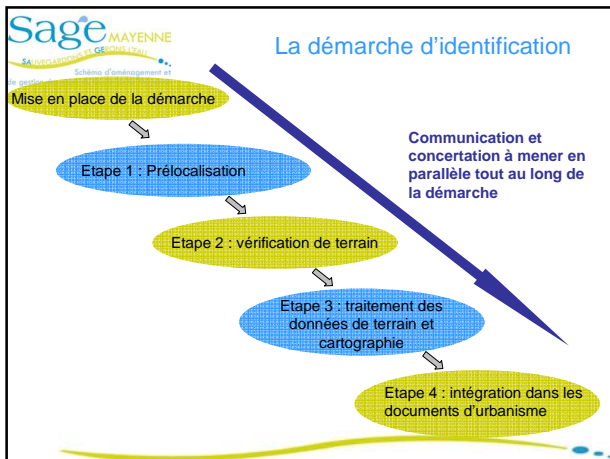 Sage MAYENNE
SAUVEGARDONS ET GERONS L'EAU
Schéma d'aménagement et
de gestion
La démarche d'identification
Mise en place de la démarche
Communication et
concertation à mener en
parallèle tout au long de
la démarche
Etape 1 : Prélocalisation
Etape 2 : vérification de terrain
Etape 3 : traitement des
données de terrain et
cartographie
Etape 4 : intégration dans les
documents d'urbanisme